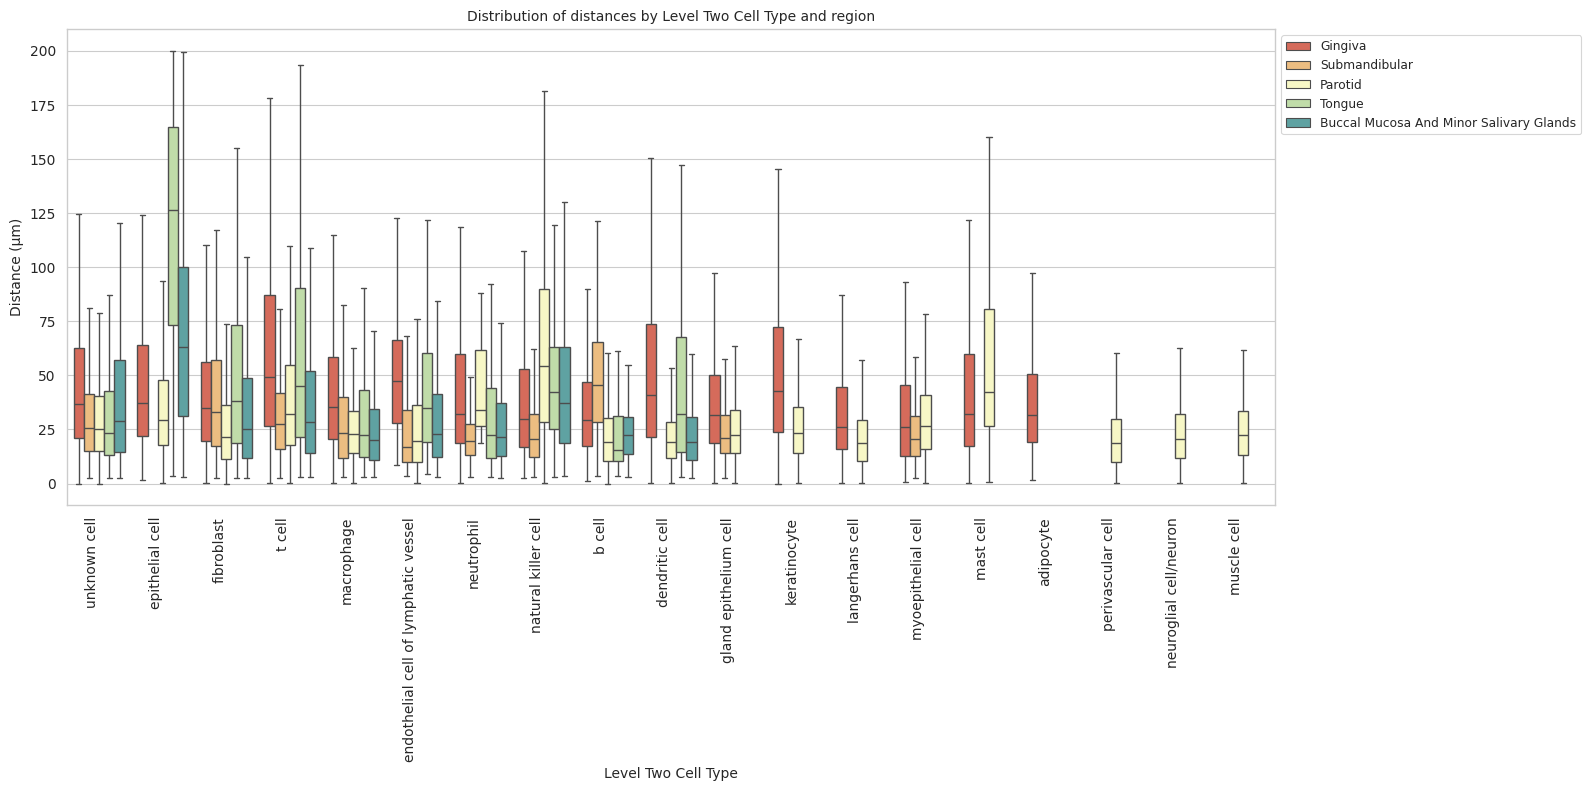 Distribution of distances by Level Two Cell Type and region
Gingiva
Submandibular
Parotid
Tongue
Buccal Mucosa And Minor Salivary Glands
Distance (μm)
200
175
150
125
100
75
50
25
0
unknown cell
epithelial cell
fibroblast
t cell
macrophage
endothelial cell of lymphatic vessel
neutrophil
natural killer cell
b cell
dendritic cell
gland epithelium cell
keratinocyte
langerhans cell
myoepithelial cell
mast cell
adipocyte
perivascular cell
neuroglial cell/neuron
muscle cell
Level Two Cell Type